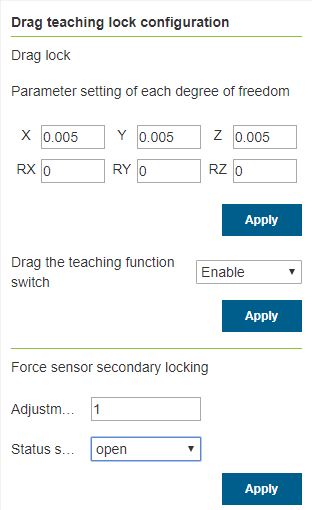 Drag teaching lock configuration
Drag lock
Parameter setting of each degree of freedom
X 0.005 Y 0.005 Z 0.005
RX 0 RY 0 RZ 0
Apply
Drag the teaching function
switch
Enable
Apply
Force sensor secondary locking
Adjustm... 1
Status s... open
Apply